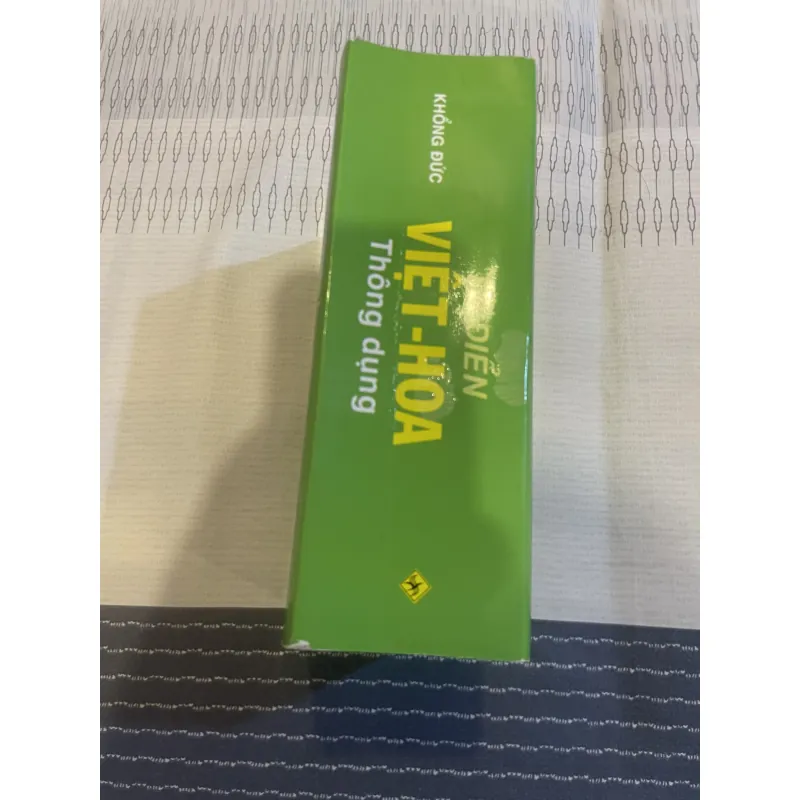 KHỔNG ĐỨC
ĐIỂN
VIỆT-HOA
Thông dụng